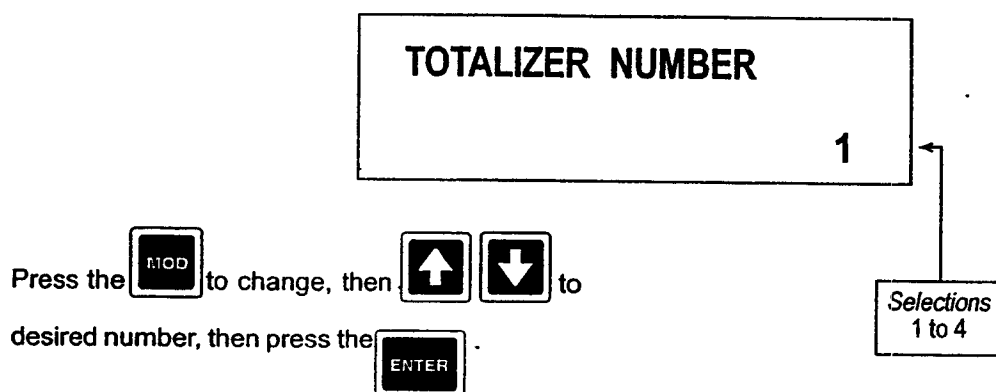 TOTALIZER NUMBER
1
Press the MOD to change, then to
desired number, then press the ENTER .
Selections
1 to 4